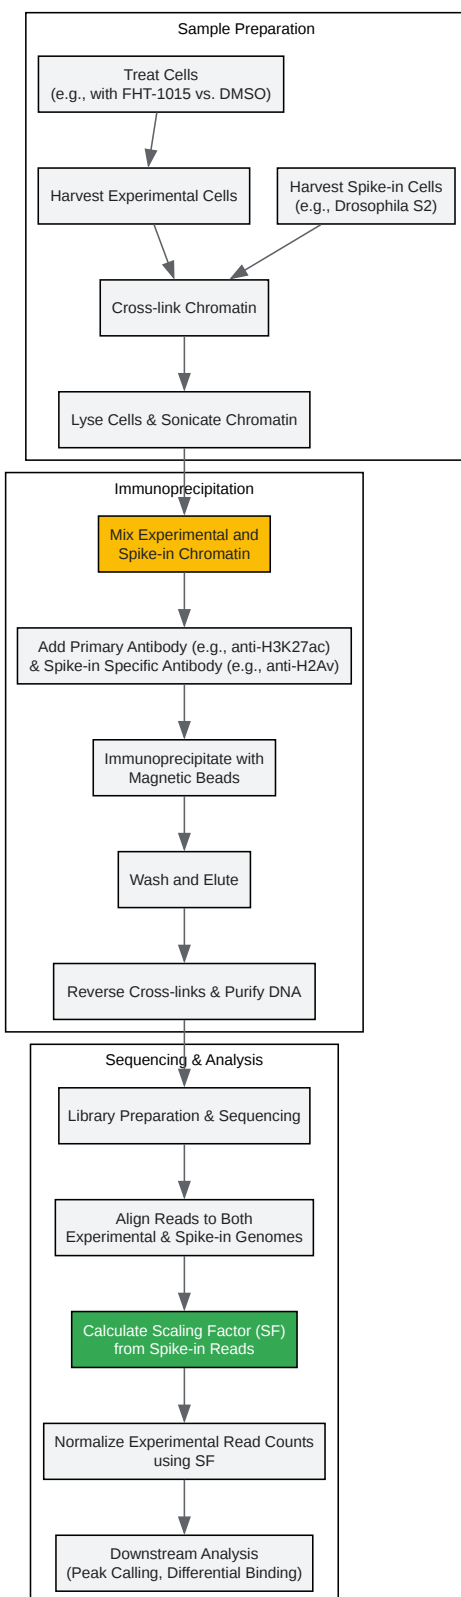 Sample Preparation
Treat Cells
(e.g., with FHT-1015 vs. DMSO)
Harvest Experimental Cells
Harvest Spike-in Cells
(e.g., Drosophila S2)
Cross-link Chromatin
Lyse Cells & Sonicate Chromatin
Immunoprecipitation
Mix Experimental and
Spike-in Chromatin
Add Primary Antibody (e.g., anti-H3K27ac)
& Spike-in Specific Antibody (e.g., anti-H2Av)
Immunoprecipitate with
Magnetic Beads
Wash and Elute
Reverse Cross-links & Purify DNA
Sequencing & Analysis
Library Preparation & Sequencing
Align Reads to Both
Experimental & Spike-in Genomes
Calculate Scaling Factor (SF)
from Spike-in Reads
Normalize Experimental Read Counts
using SF
Downstream Analysis
(Peak Calling, Differential Binding)